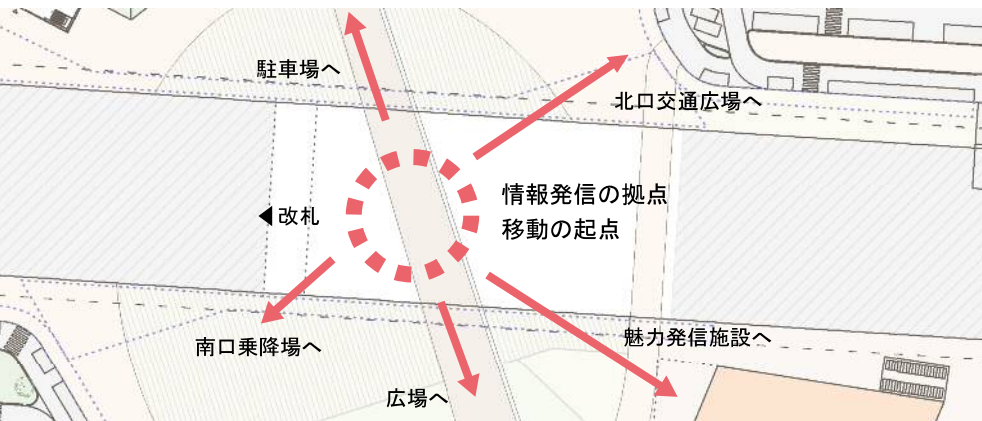 駐車場へ
北口交通広場へ
情報発信の拠点
移動の起点
◀改札
南口乗降場へ
魅力発信施設へ
広場へ